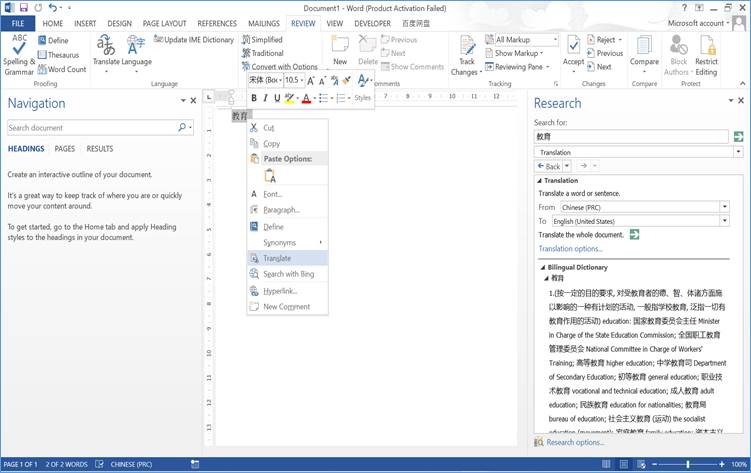 Document1 - Word (Product Activation Failed)
FILE HOME INSERT DESIGN PAGE LAYOUT REFERENCES MAILINGS REVIEW VIEW DEVELOPER 百度网盘 Microsoft account
ABC
Spelling & Grammar
Define
Thesaurus
Word Count
Proofing
Translate
Language
Update IME Dictionary
Language
Simplified
Traditional
Convert with Options
New
Delete
Previous
Next
Show Comments
Comments
Track Changes
All Markup
Show Markup
Reviewing Pane
Tracking
Accept
Reject
Previous
Next
Changes
Compare
Compare
Block Authors
Restrict Editing
Protect
宋体 (Boc 10.5
B I U
Styles
Navigation
Search document
HEADINGS PAGES RESULTS
Create an interactive outline of your document.
It's a great way to keep track of where you are or quickly
move your content around.
To get started, go to the Home tab and apply Heading
styles to the headings in your document.
教育
Cut
Copy
Paste Options:
Font...
Paragraph...
Define
Synonyms
Translate
Search with Bing
Hyperlink...
New Comment
Research
Search for:
教育
Translation
Back
Translation
Translate a word or sentence.
From Chinese (PRC)
To English (United States)
Translate the whole document.
Translation options...
Bilingual Dictionary
教育
1.(按一定的目的要求, 对受教育者的德、智、体诸方面施
以影响的一种有计划的活动, 一般指学校教育, 泛指一切有
教育作用的活动) education: 国家教育委员会主任 Minister
in Charge of the State Education Commission; 全国职工教育
管理委员会 National Committee in Charge of Workers'
Training; 高等教育 higher education; 中学教育司 Department
of Secondary Education; 初等教育 general education; 职业技
术教育 vocational and technical education; 成人教育 adult
education; 民族教育 education for nationalities; 教育局
bureau of education; 社会主义教育 (运动) the socialist
education (movement); 家庭教育 family education; 资本主义
Research options...
PAGE 1 OF 1 2 OF 2 WORDS CHINESE (PRC) 100%